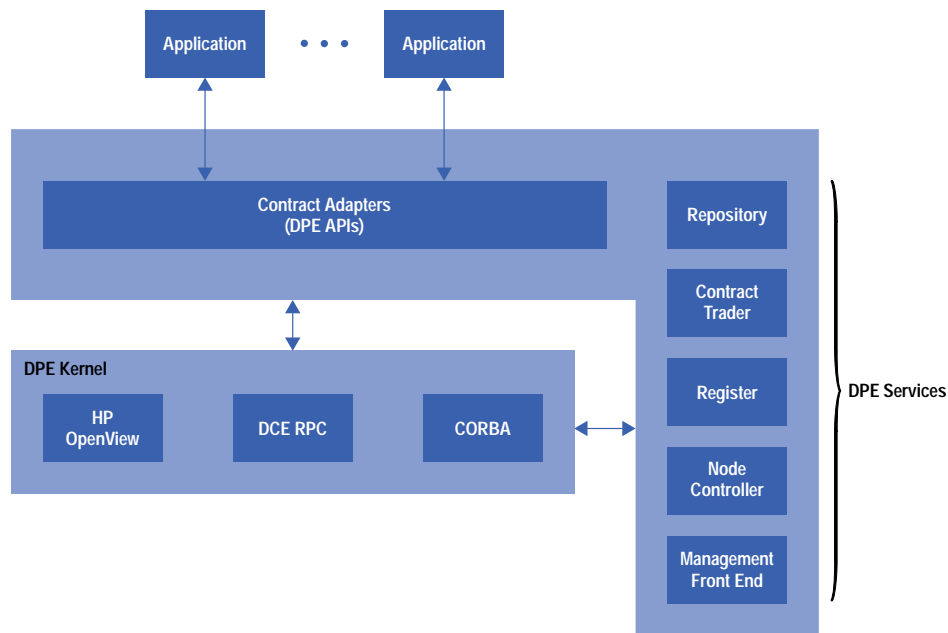 Application
• • •
Application
Contract Adapters
(DPE APIs)
Repository
Contract
Trader
Register
Node
Controller
Management
Front End
DPE Services
DPE Kernel
HP
OpenView
DCE RPC
CORBA